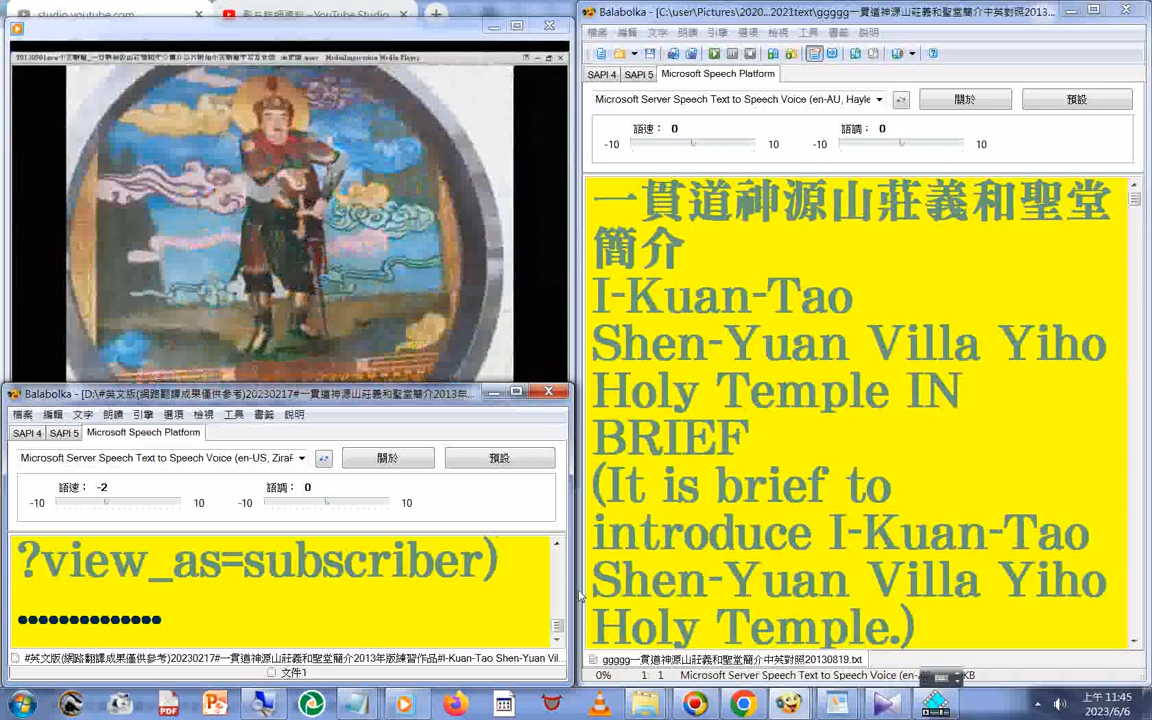 studio.youtube.com
YouTube Studio
Balabolka - [C:\user\Pictures\2020...2021text\ggggg一貫道神源山莊義和聖堂簡介中英對照2013...
檔案 編輯 文字 朗讀 引擎 選項 檢視 工具 書籤 說明
SAPI 4 SAPI 5 Microsoft Speech Platform
Microsoft Server Speech Text to Speech Voice (en-AU, Hayle
關於
預設
語速： 0
語調： 0
-10 10 -10 10
一貫道神源山莊義和聖堂
簡介
I-Kuan-Tao
Shen-Yuan Villa Yiho
Holy Temple IN
BRIEF
(It is brief to
introduce I-Kuan-Tao
Shen-Yuan Villa Yiho
Holy Temple.)
ggggg一貫道神源山莊義和聖堂簡介中英對照20130819.txt
0% 1: 1 Microsoft Server Speech Text to Speech Voice (en-
KB
Balabolka - [D:\#英文版(網路翻譯成果僅供參考)20230217#一貫道神源山莊義和聖堂簡介2013年...
檔案 編輯 文字 朗讀 引擎 選項 檢視 工具 書籤 說明
SAPI 4 SAPI 5 Microsoft Speech Platform
Microsoft Server Speech Text to Speech Voice (en-US, ZiraF
關於
預設
語速： -2
語調： 0
-10 10 -10 10
?view_as=subscriber)
●●●●●●●●●●●●●●
#英文版(網路翻譯成果僅供參考)20230217#一貫道神源山莊義和聖堂簡介2013年版練習作品#I-Kuan-Tao Shen-Yuan Vil...
文件1
上午 11:45
2023/6/6